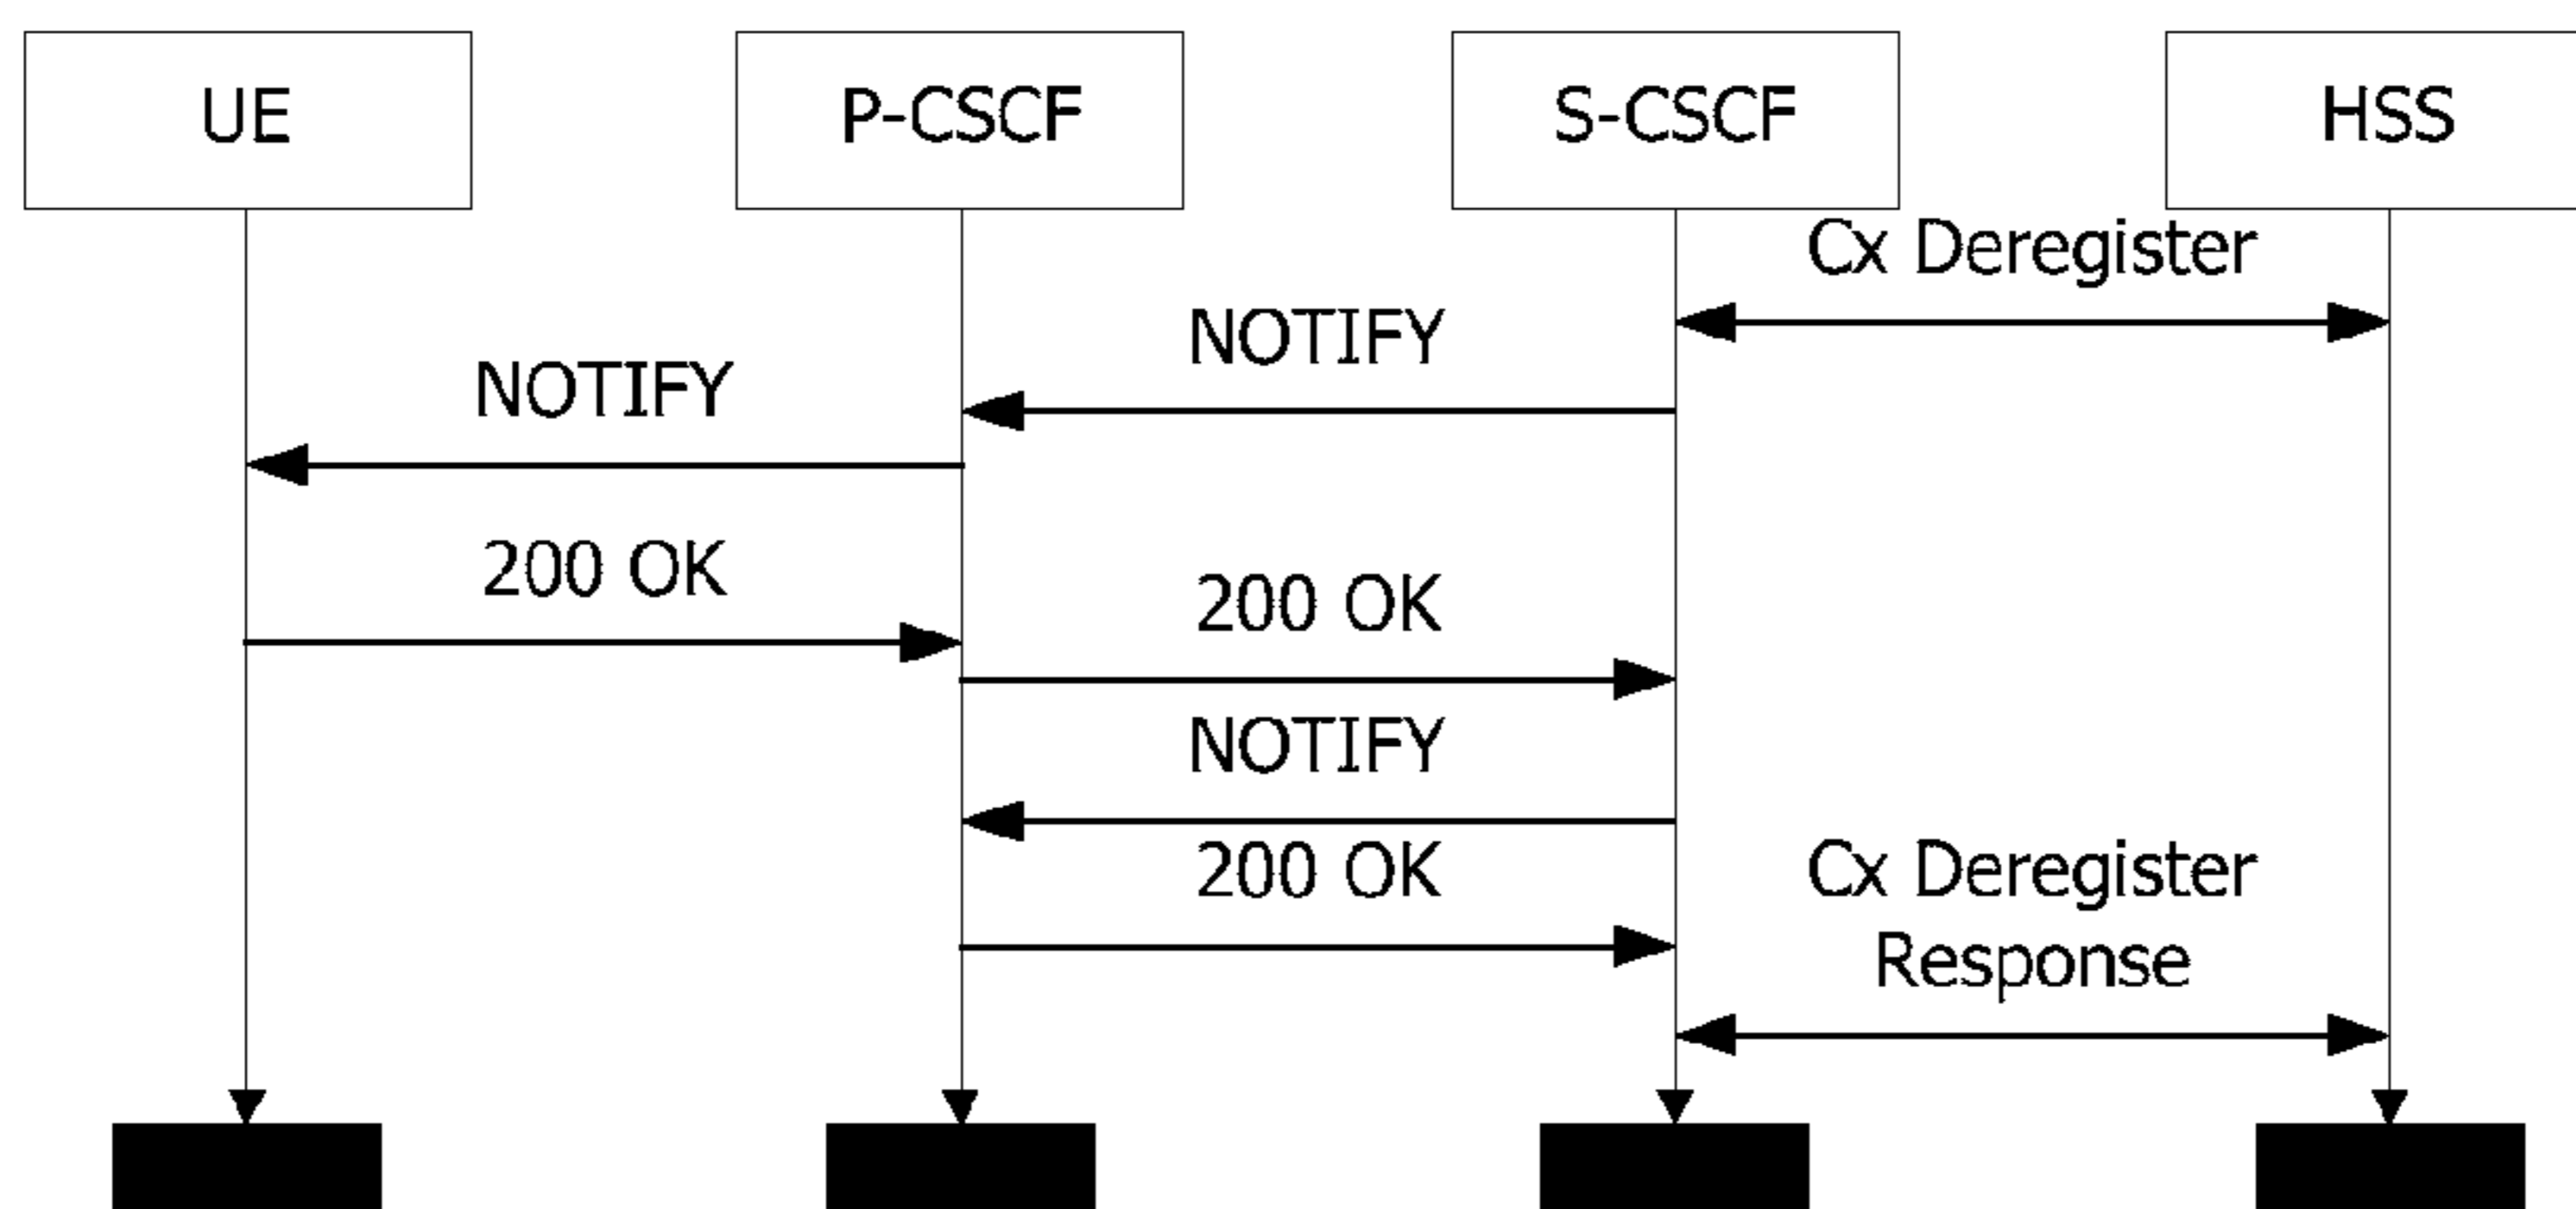 UE
P-CSCF
S-CSCF
HSS
Cx Deregister
NOTIFY
NOTIFY
200 OK
200 OK
NOTIFY
200 OK
Cx Deregister
Response